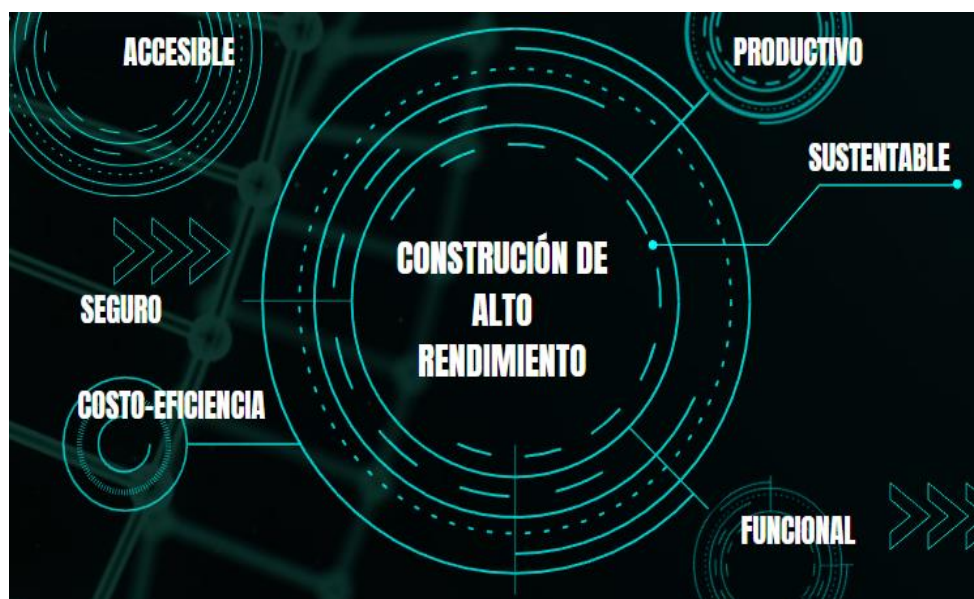 ACCESIBLE
PRODUCTIVO
SUSTENTABLE
CONSTRUCIÓN DE
ALTO
RENDIMIENTO
SEGURO
COSTO-EFICIENCIA
FUNCIONAL